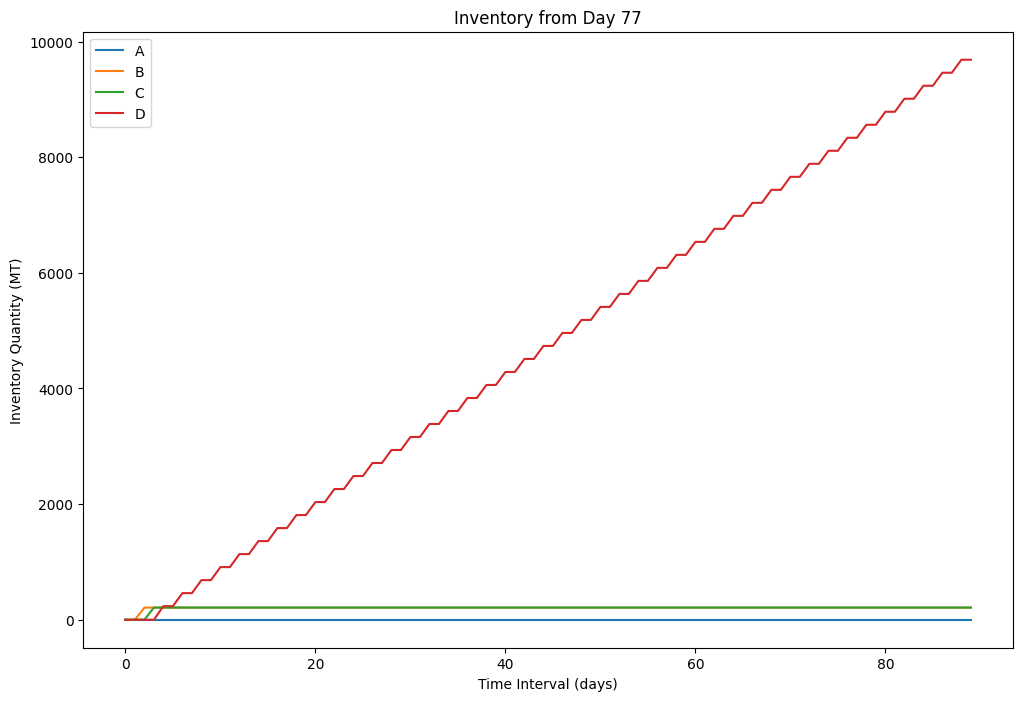 Inventory from Day 77
A
B
C
D
10000
8000
6000
4000
2000
0
Inventory Quantity (MT)
0 20 40 60 80
Time Interval (days)